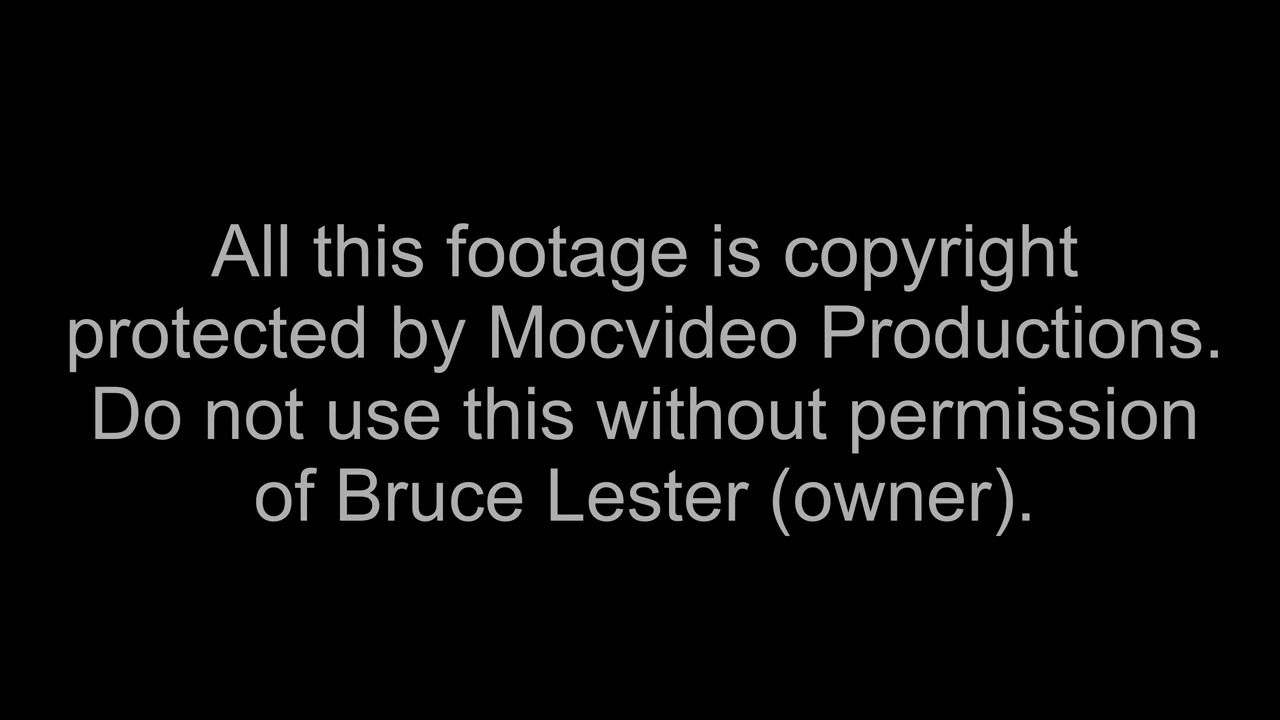 All this footage is copyright
protected by Mocvideo Productions.
Do not use this without permission
of Bruce Lester (owner).